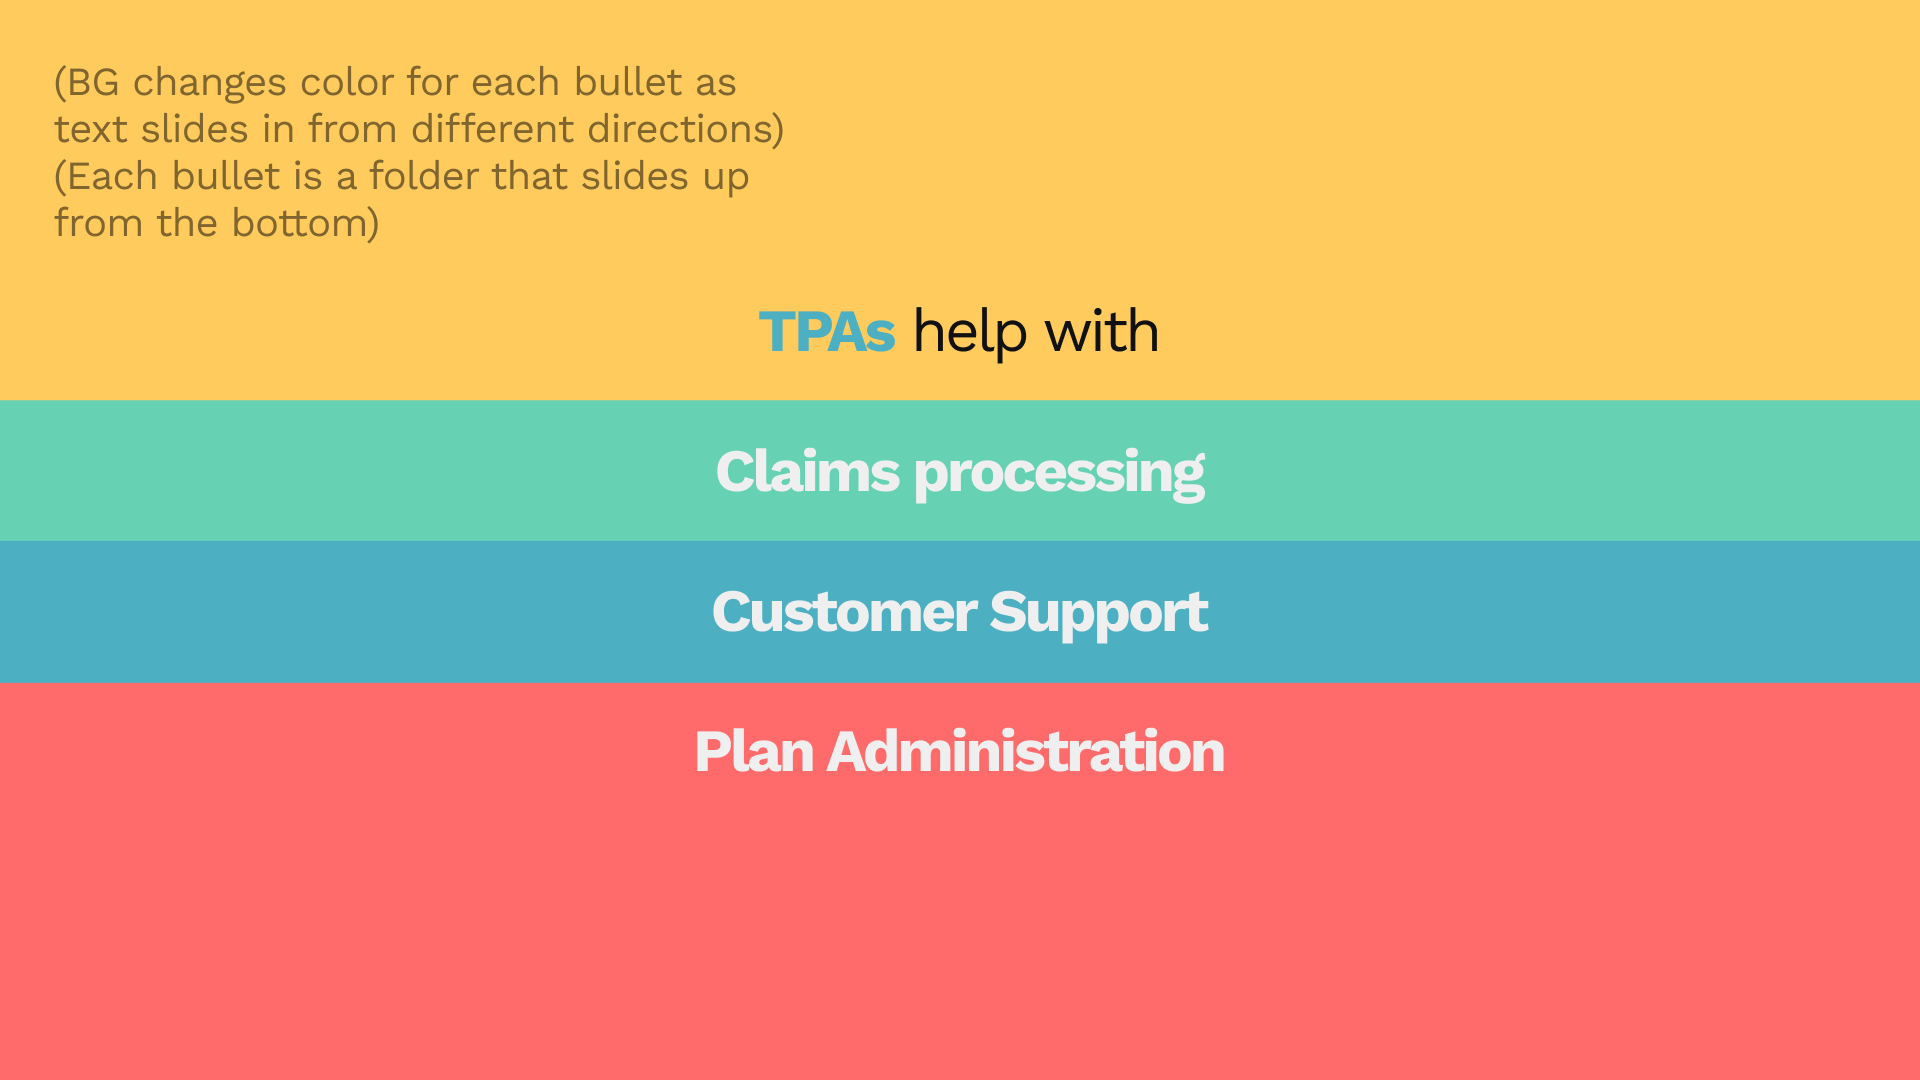 (BG changes color for each bullet as
text slides in from different directions)
(Each bullet is a folder that slides up
from the bottom)
TPAs help with
Claims processing
Customer Support
Plan Administration